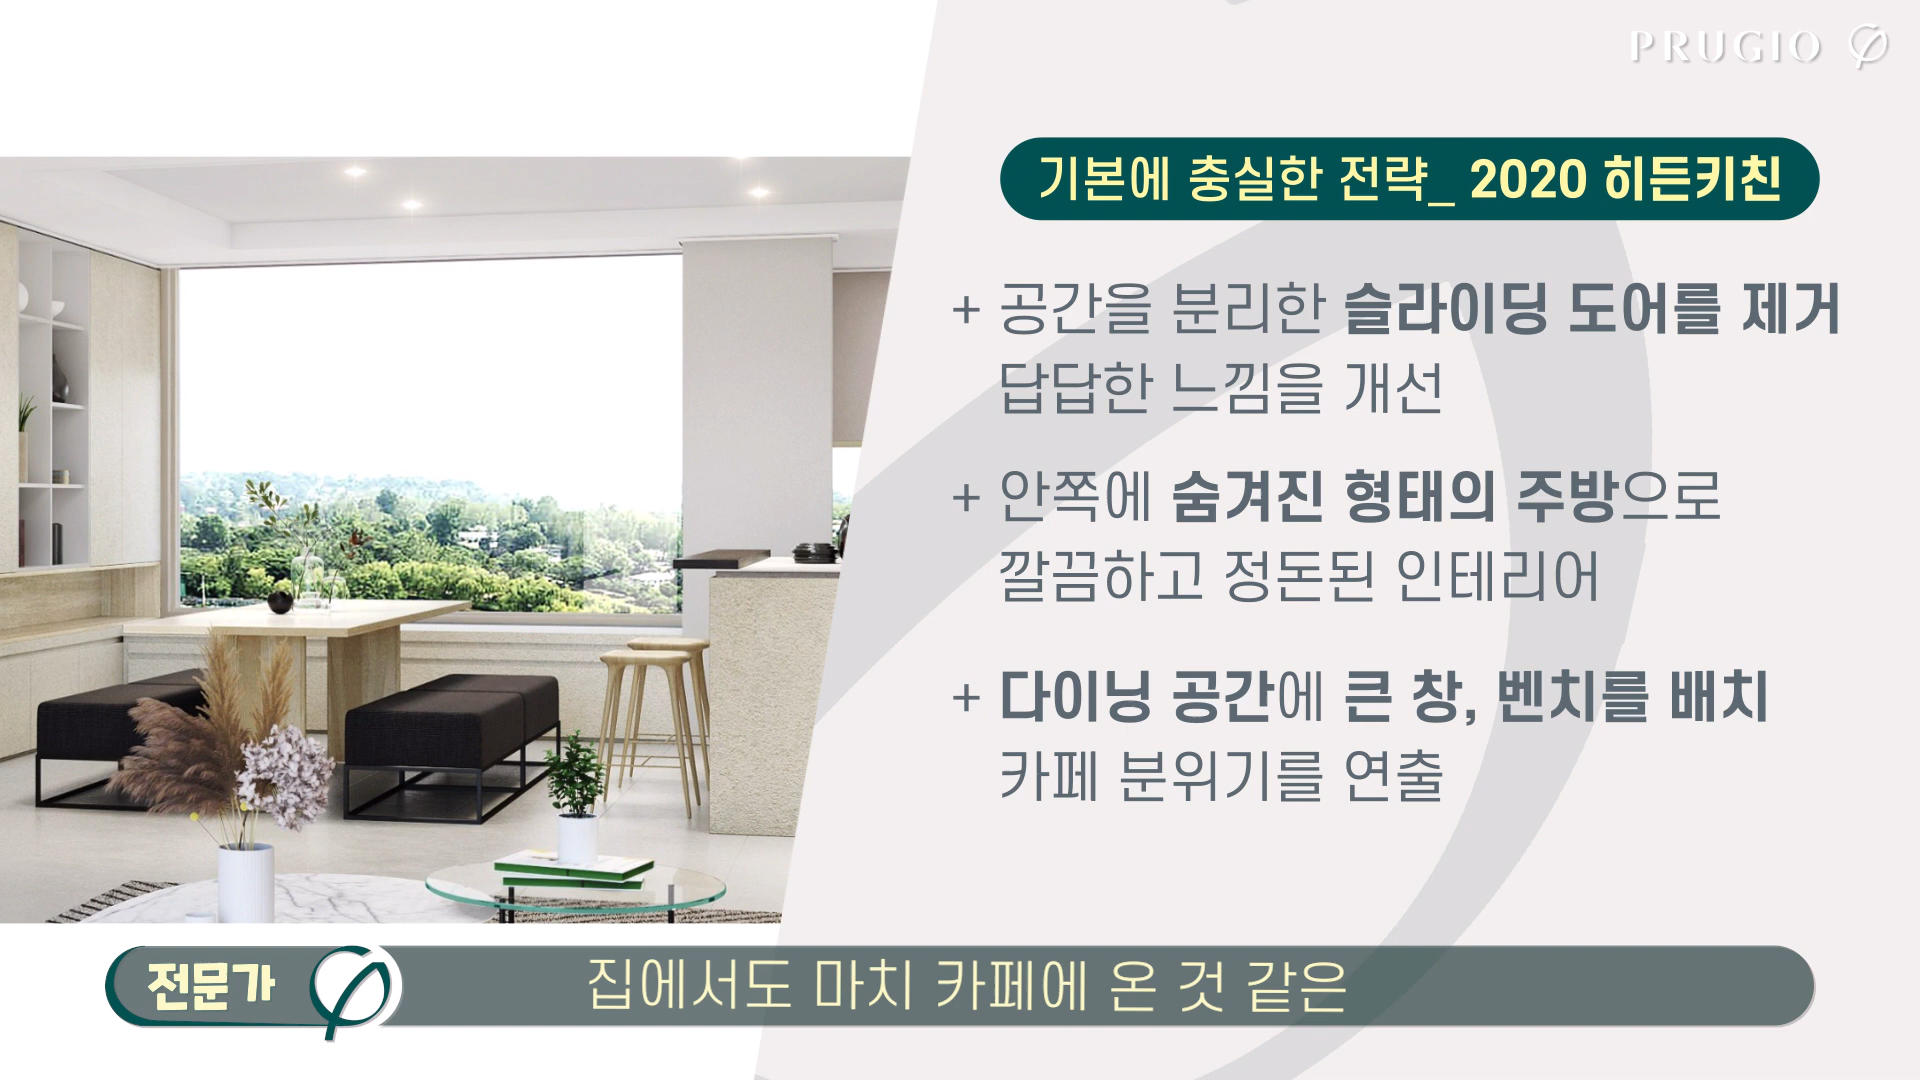 PRUGIO
기본에 충실한 전략_ 2020 히든키친
+ 공간을 분리한 슬라이딩 도어를 제거
답답한 느낌을 개선
+ 안쪽에 숨겨진 형태의 주방으로
깔끔하고 정돈된 인테리어
+ 다이닝 공간에 큰 창, 벤치를 배치
카페 분위기를 연출
전문가
집에서도 마치 카페에 온 것 같은